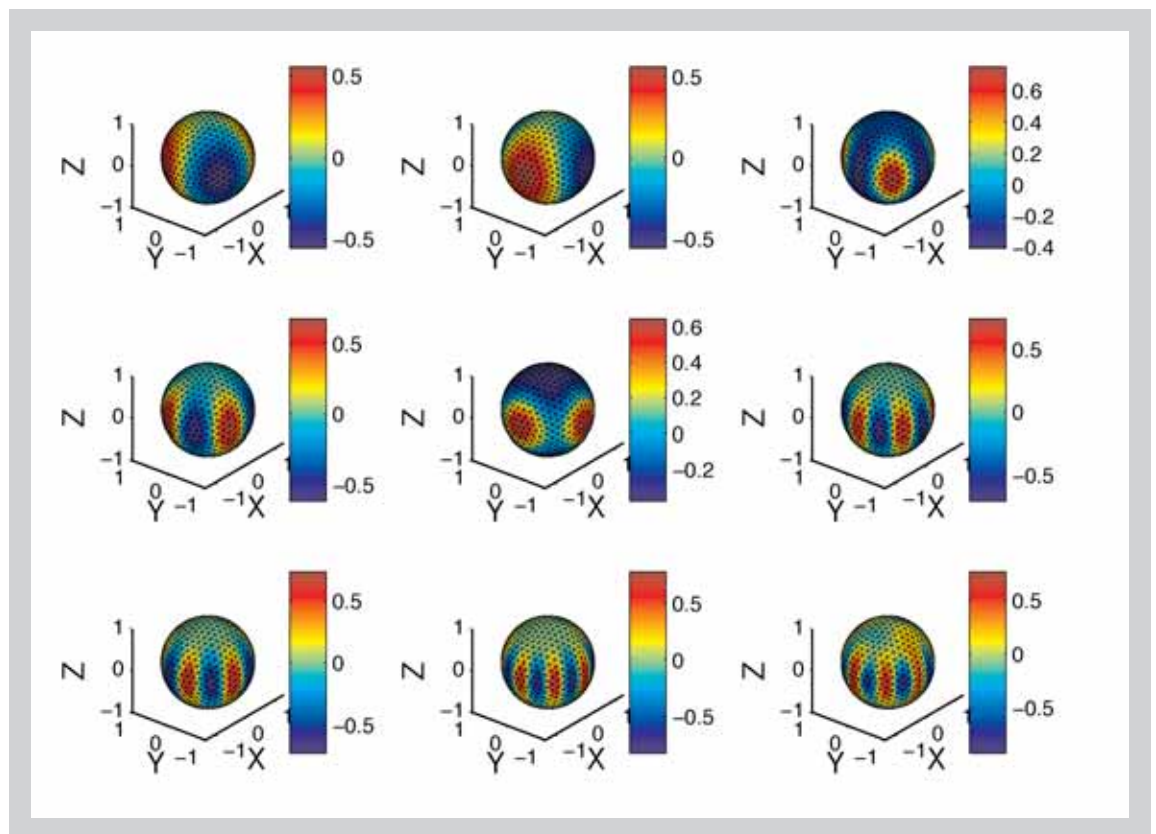 0.5 0.5 0.6
1 1 1 0.4
Z 0 0 Z 0 0 Z 0 0.2
0
−1 −1 −1 −0.2
1 0 −0.5 1 0 −0.5 1 0 −0.4
0 −1 0 −1 0 −1
Y −1 X Y −1 X Y −1 X
0.5 0.6 0.5
1 1 0.4 1
Z 0 0 Z 0 0.2 Z 0 0
0
−1 −0.5 −1 −0.2 −1 −0.5
1 0 1 0 1 0
0 −1 0 −1 0 −1
Y −1 X Y −1 X Y −1 X
0.5 0.5 0.5
1 1 1
Z 0 0 Z 0 0 Z 0 0
−1 −0.5 −1 −0.5 −1 −0.5
1 0 1 0 1 0
0 −1 0 −1 0 −1
Y −1 X Y −1 X Y −1 X